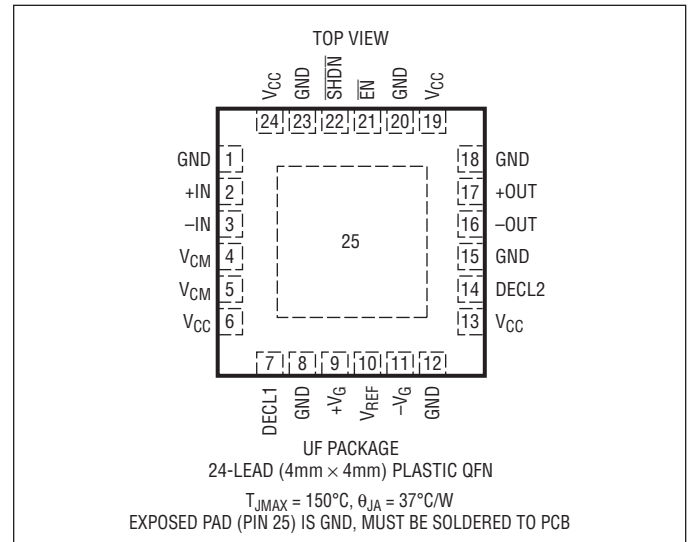 TOP VIEW
VCC GND SHDN EN GND VCC
24 23 22 21 20 19
GND 1 18 GND
+IN 2 17 +OUT
–IN 3 16 –OUT
VCM 4 25 15 GND
VCM 5 14 DECL2
VCC 6 13 VCC
7 8 9 10 11 12
DECL1 GND +VG VREF –VG GND
UF PACKAGE
24-LEAD (4mm × 4mm) PLASTIC QFN
TJMAX = 150°C, θJA = 37°C/W
EXPOSED PAD (PIN 25) IS GND, MUST BE SOLDERED TO PCB